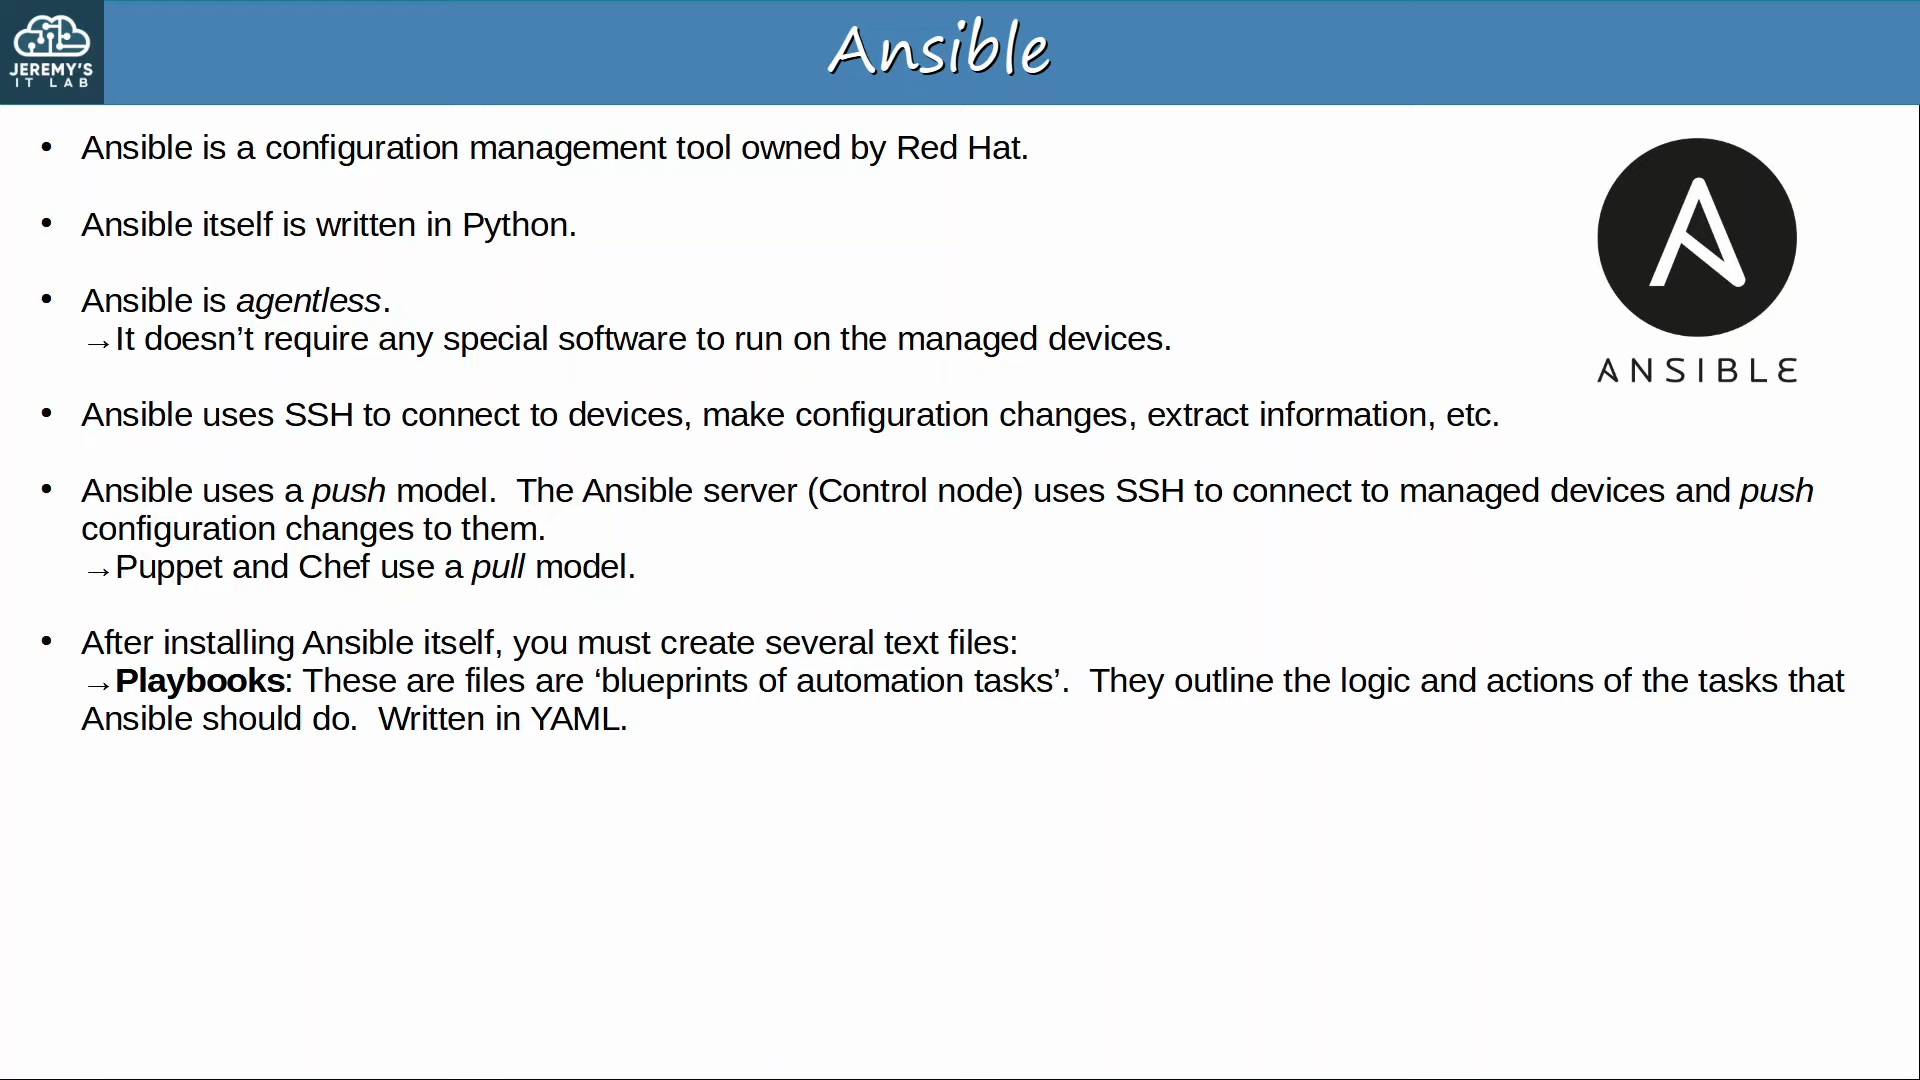 JEREMY'S
IT LAB
Ansible
• Ansible is a configuration management tool owned by Red Hat.
• Ansible itself is written in Python.
• Ansible is agentless.
→It doesn’t require any special software to run on the managed devices.
ANSIBLE
• Ansible uses SSH to connect to devices, make configuration changes, extract information, etc.
• Ansible uses a push model.  The Ansible server (Control node) uses SSH to connect to managed devices and push
configuration changes to them.
→Puppet and Chef use a pull model.
• After installing Ansible itself, you must create several text files:
→Playbooks: These are files are ‘blueprints of automation tasks’.  They outline the logic and actions of the tasks that
Ansible should do.  Written in YAML.